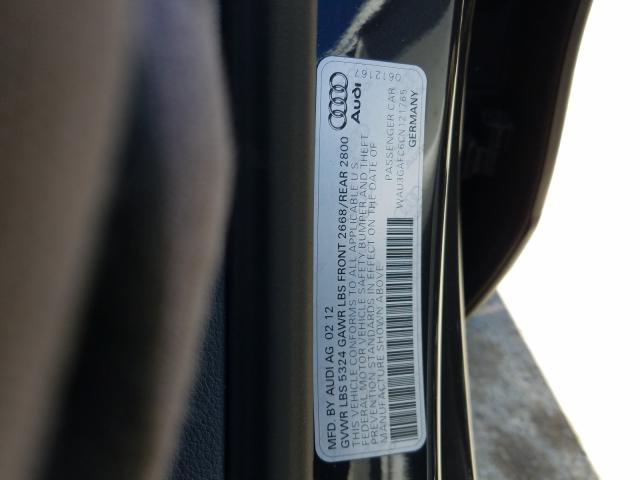 MFD. BY AUDI AG 02 12
GVWR LBS 5324 GAWR LBS FRONT 2668/REAR 2800
THIS VEHICLE CONFORMS TO ALL APPLICABLE U S
FEDERAL MOTOR VEHICLE SAFETY BUMPER AND THEFT
PREVENTION STANDARDS IN EFFECT ON THE DATE OF
MANUFACTURE SHOWN ABOVE
PASSENGER CAR
WAU3GAFC6CN121765
GERMANY
0612167
Audi